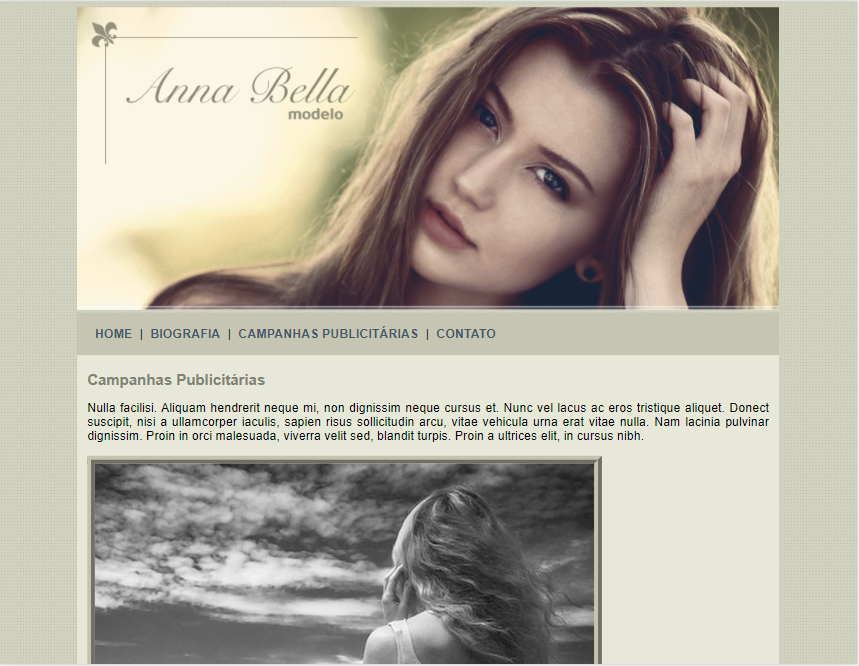 Anna Bella
modelo
HOME | BIOGRAFIA | CAMPANHAS PUBLICITÁRIAS | CONTATO
Campanhas Publicitárias
Nulla facilisi. Aliquam hendrerit neque mi, non dignissim neque cursus et. Nunc vel lacus ac eros tristique aliquet. Donect
suscipit, nisi a ullamcorper iaculis, sapien risus sollicitudin arcu, vitae vehicula urna erat vitae nulla. Nam lacinia pulvinar
dignissim. Proin in orci malesuada, viverra velit sed, blandit turpis. Proin a ultrices elit, in cursus nibh.